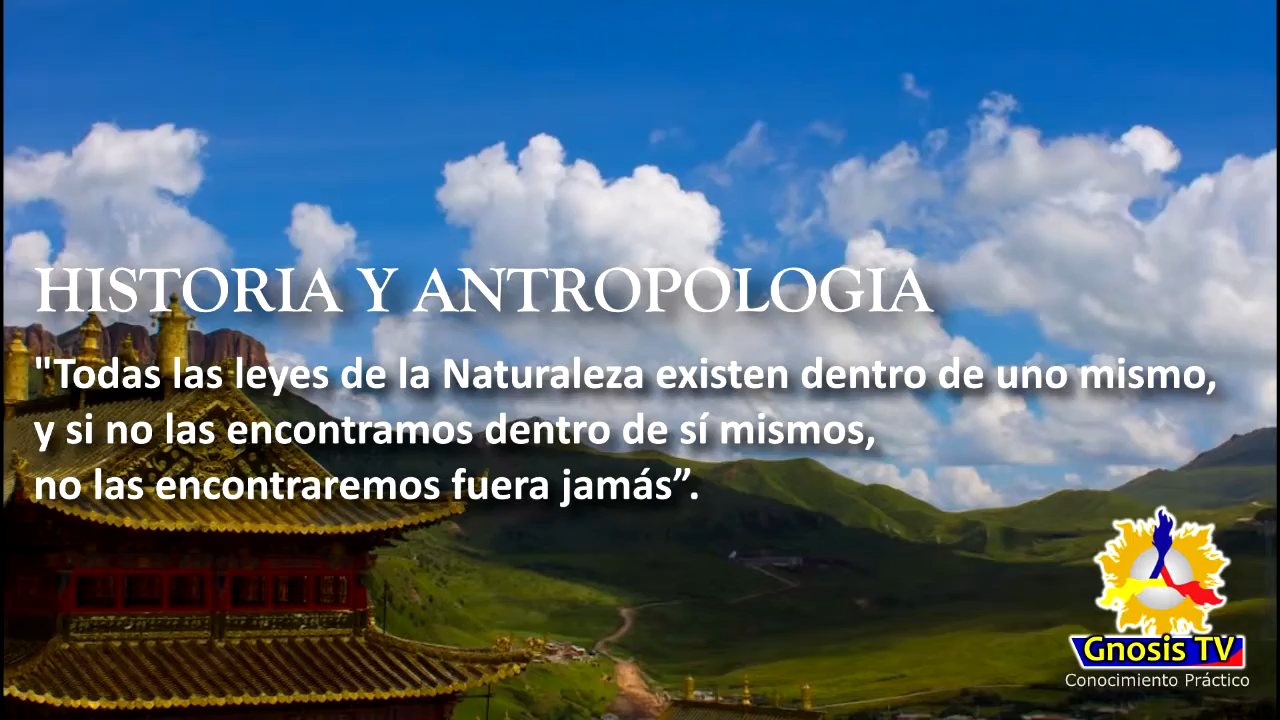 HISTORIA Y ANTROPOLOGIA
"Todas las leyes de la Naturaleza existen dentro de uno mismo,
y si no las encontramos dentro de sí mismos,
no las encontraremos fuera jamás”.
Gnosis TV
Conocimiento Práctico